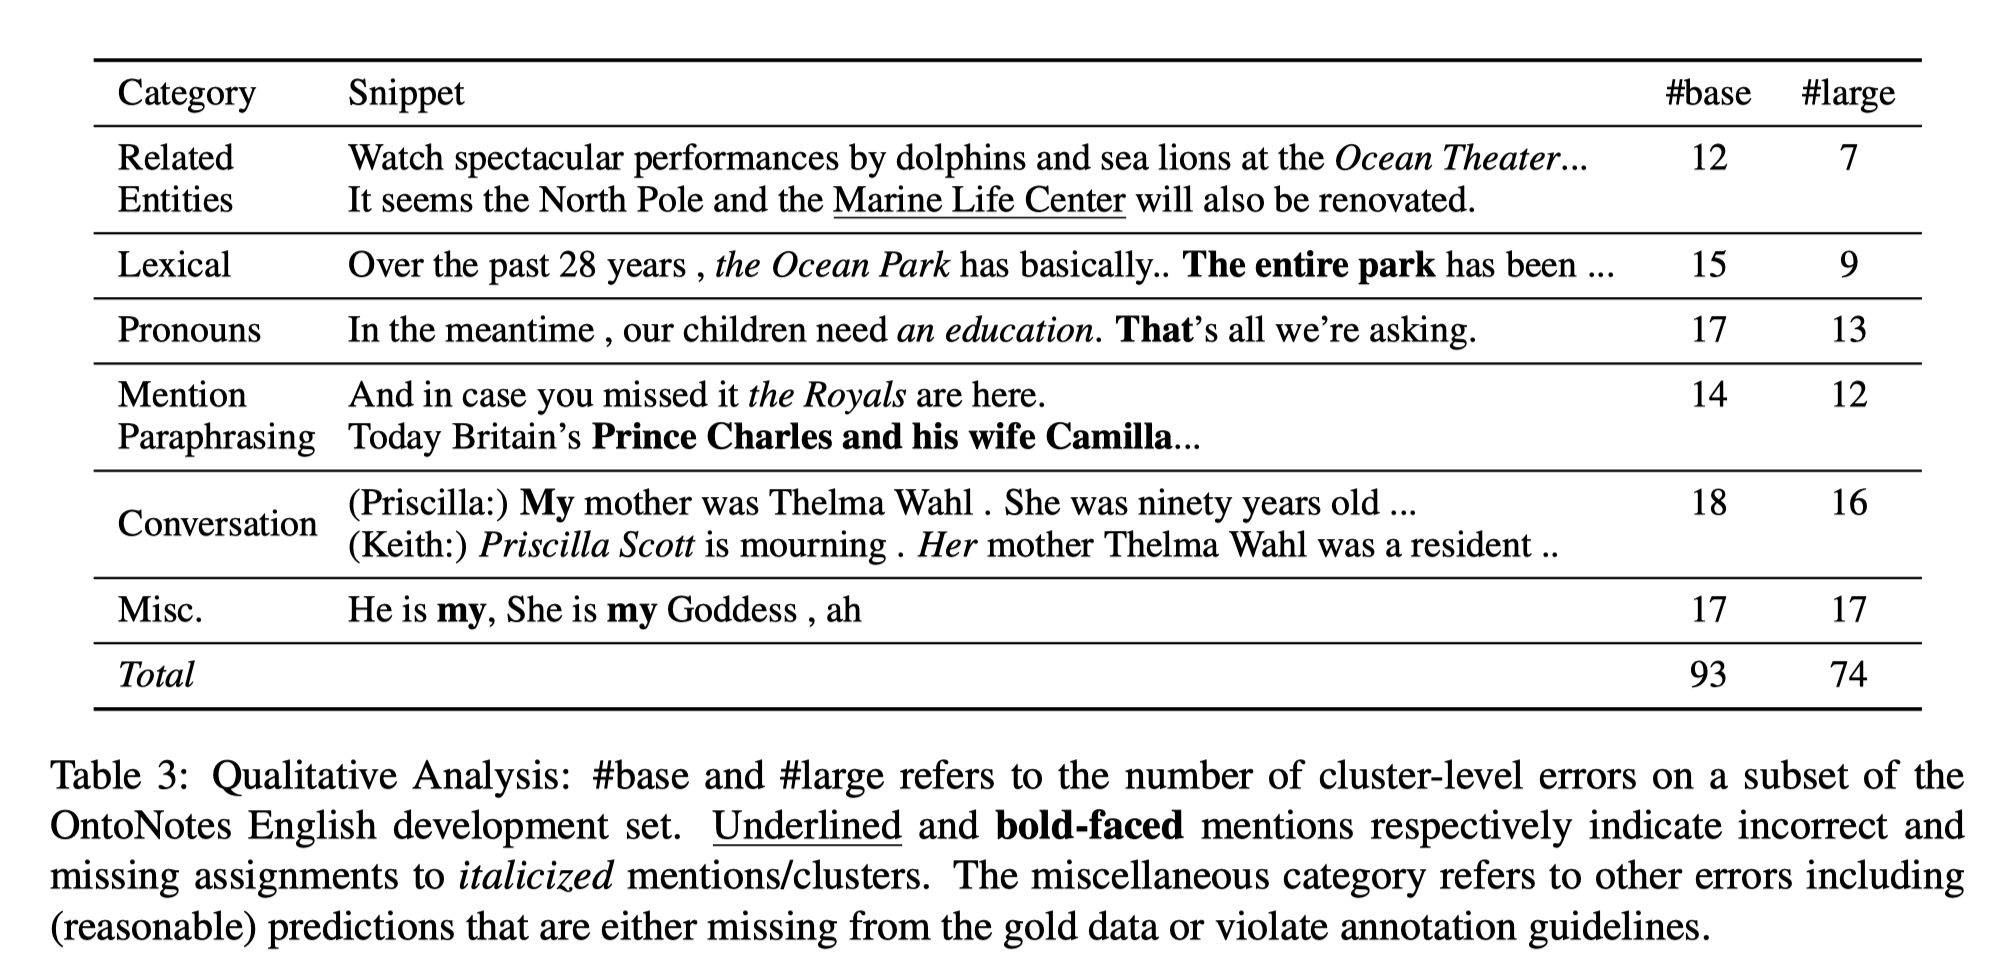 Category Snippet #base #large
Related Watch spectacular performances by dolphins and sea lions at the Ocean Theater... 12 7
Entities It seems the North Pole and the Marine Life Center will also be renovated.
Lexical Over the past 28 years , the Ocean Park has basically.. The entire park has been ... 15 9
Pronouns In the meantime , our children need an education. That’s all we’re asking. 17 13
Mention And in case you missed it the Royals are here. 14 12
Paraphrasing Today Britain’s Prince Charles and his wife Camilla...
(Priscilla:) My mother was Thelma Wahl . She was ninety years old ... 18 16
Conversation
(Keith:) Priscilla Scott is mourning . Her mother Thelma Wahl was a resident ..
Misc. He is my, She is my Goddess , ah 17 17
Total 93 74
Table 3: Qualitative Analysis: #base and #large refers to the number of cluster-level errors on a subset of the
OntoNotes English development set. Underlined and bold-faced mentions respectively indicate incorrect and
missing assignments to italicized mentions/clusters. The miscellaneous category refers to other errors including
(reasonable) predictions that are either missing from the gold data or violate annotation guidelines.